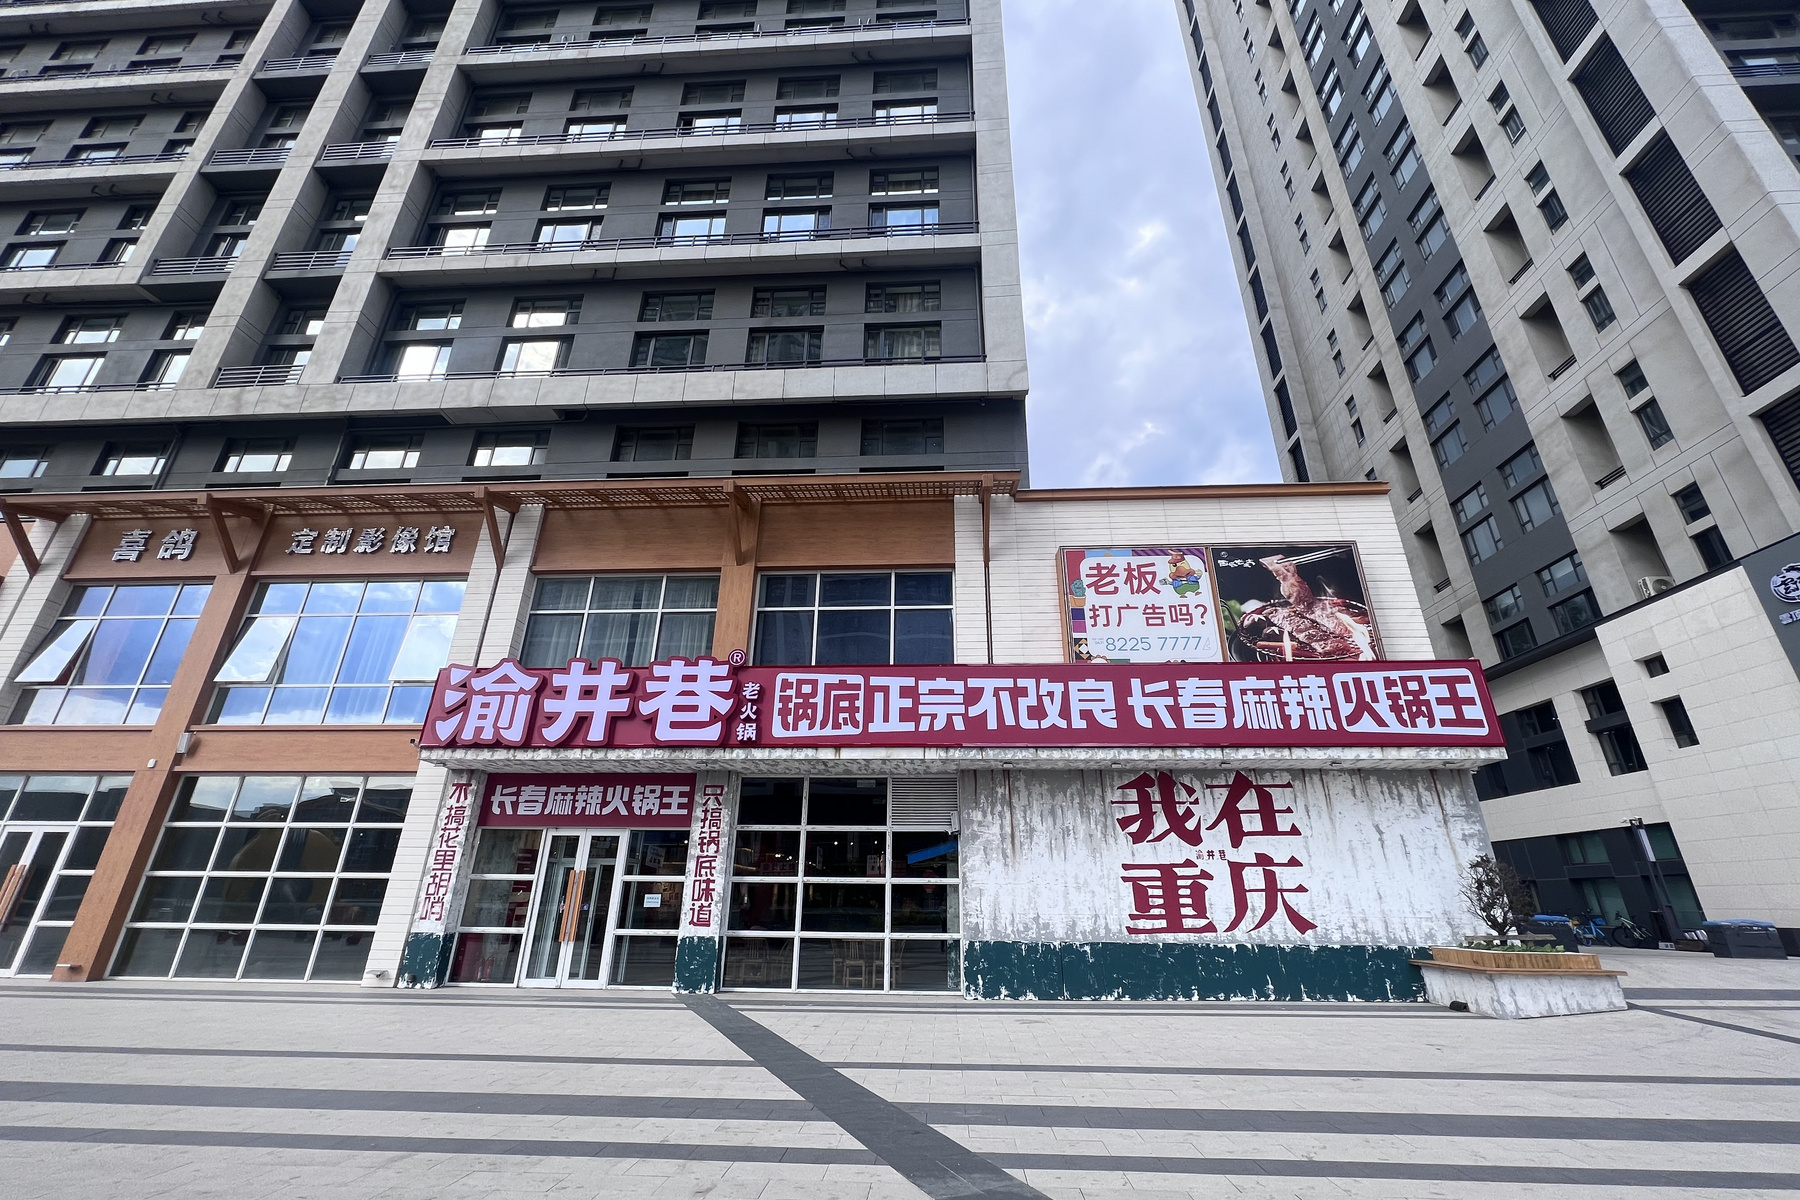 喜鸽
定制影像馆
老板
打广告吗?
8225 7777
渝井巷®
老火锅
锅底正宗不改良 长春麻辣火锅王
长春麻辣火锅王
不搞花里胡哨
只搞锅底味道
我在
渝井巷
重庆